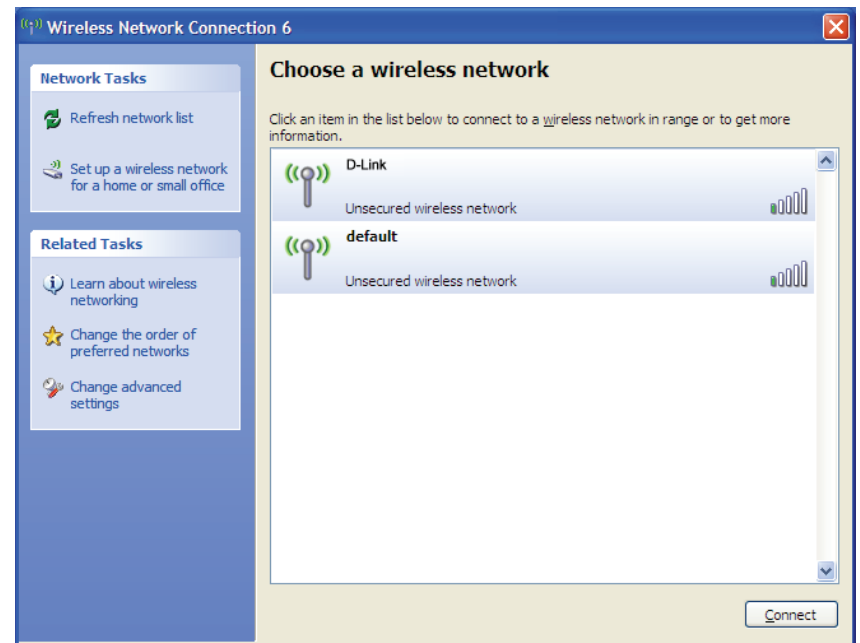 Wireless Network Connection 6
Network Tasks
Refresh network list
Set up a wireless network
for a home or small office
Related Tasks
Learn about wireless
networking
Change the order of
preferred networks
Change advanced
settings
Choose a wireless network
Click an item in the list below to connect to a wireless network in range or to get more
information.
D-Link
Unsecured wireless network
default
Unsecured wireless network
Connect